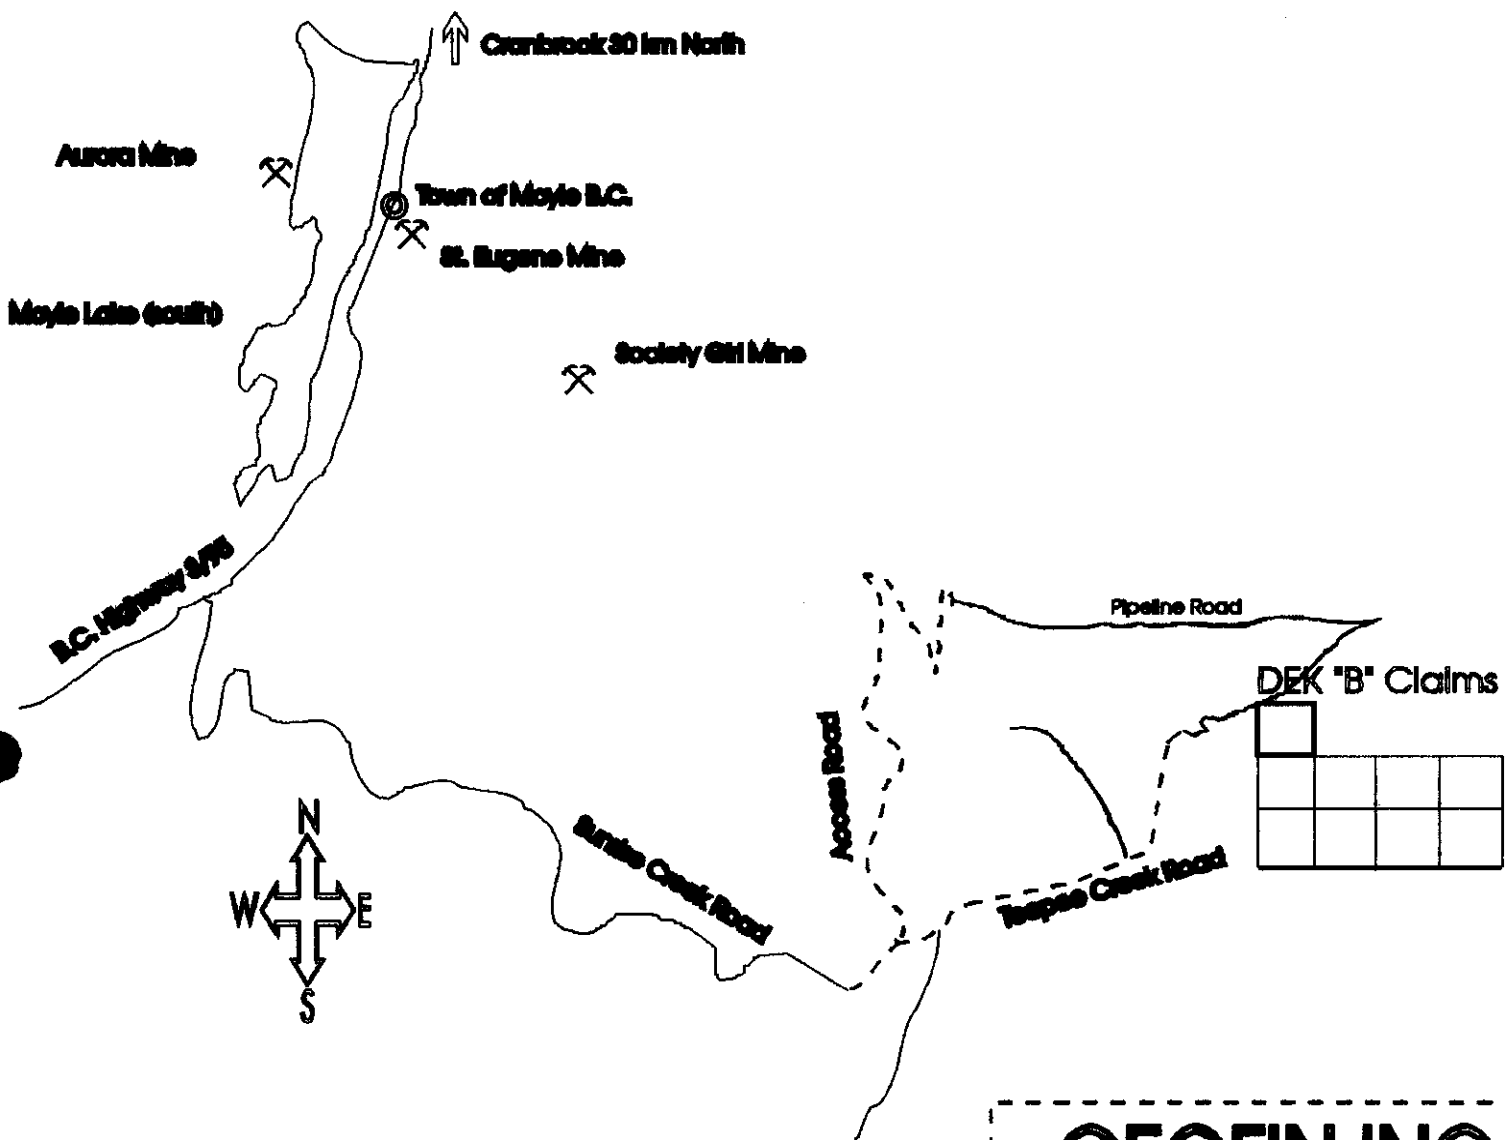 Cranbrook 30 km North
Aurora Mine
Town of Moyie B.C.
St. Eugene Mine
Moyie Lake (south)
Society Girl Mine
B.C. Highway 3/95
Pipeline Road
DEK "B" Claims
Access Road
Sunrise Creek Road
Teepee Creek Road
N
W E
S